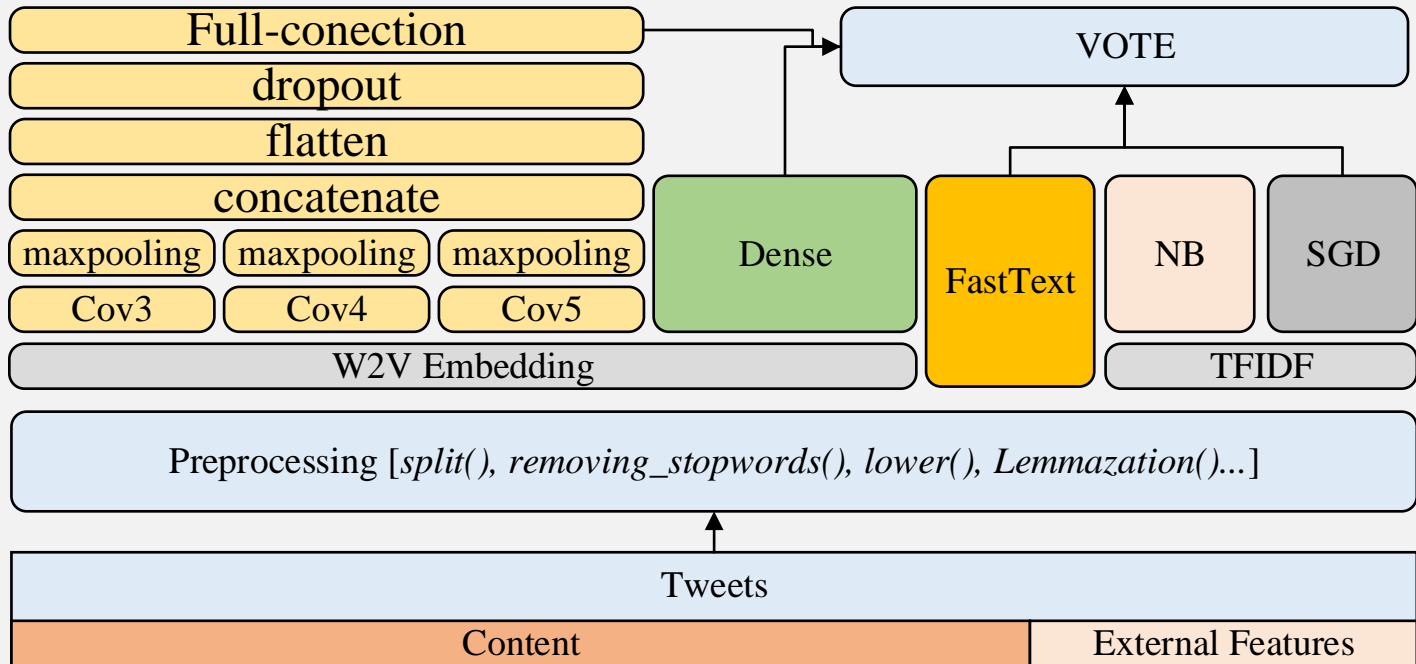 Full-conection
VOTE
dropout
flatten
concatenate
maxpooling maxpooling maxpooling
Dense
FastText
NB
SGD
Cov3 Cov4 Cov5
W2V Embedding
TFIDF
Preprocessing [split(), removing_stopwords(), lower(), Lemmazation()...]
Tweets
Content
External Features